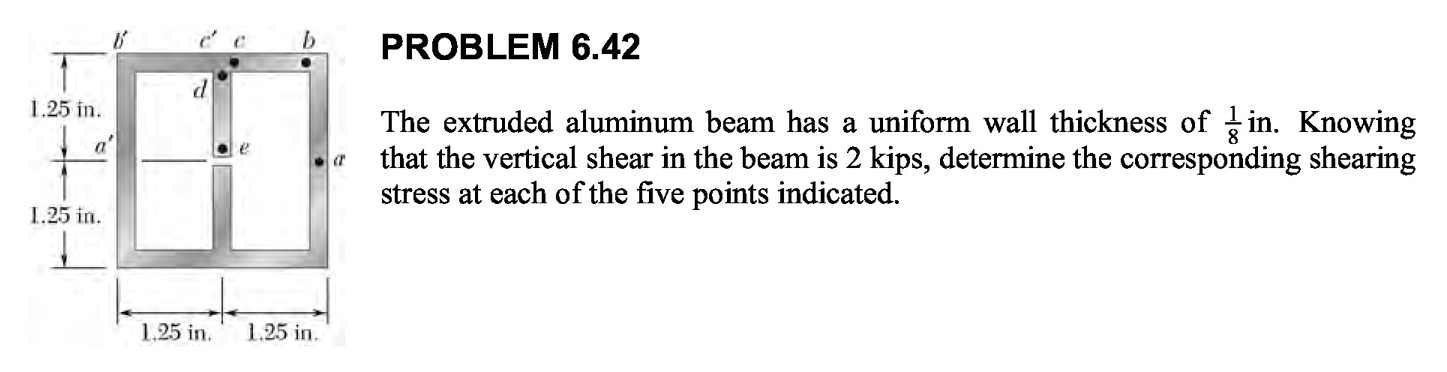 PROBLEM 6.42
The extruded aluminum beam has a uniform wall thickness of 1/8 in. Knowing
that the vertical shear in the beam is 2 kips, determine the corresponding shearing
stress at each of the five points indicated.
b′ c′ c b
d
1.25 in.
a′ e a
1.25 in.
1.25 in. 1.25 in.